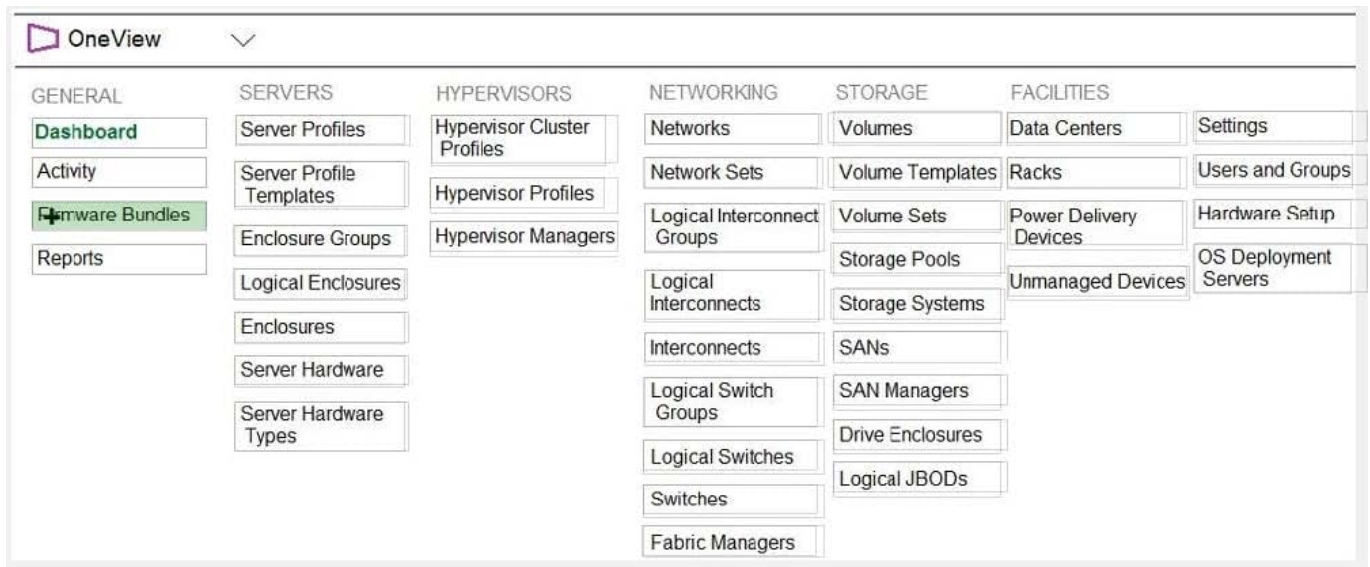 OneView
GENERAL
Dashboard
Activity
Firmware Bundles
Reports
SERVERS
Server Profiles
Server Profile
Templates
Enclosure Groups
Logical Enclosures
Enclosures
Server Hardware
Server Hardware
Types
HYPERVISORS
Hypervisor Cluster
Profiles
Hypervisor Profiles
Hypervisor Managers
NETWORKING
Networks
Network Sets
Logical Interconnect
Groups
Logical
Interconnects
Interconnects
Logical Switch
Groups
Logical Switches
Switches
Fabric Managers
STORAGE
Volumes
Volume Templates
Volume Sets
Storage Pools
Storage Systems
SANs
SAN Managers
Drive Enclosures
Logical JBODs
FACILITIES
Data Centers
Racks
Power Delivery
Devices
Unmanaged Devices
Settings
Users and Groups
Hardware Setup
OS Deployment
Servers